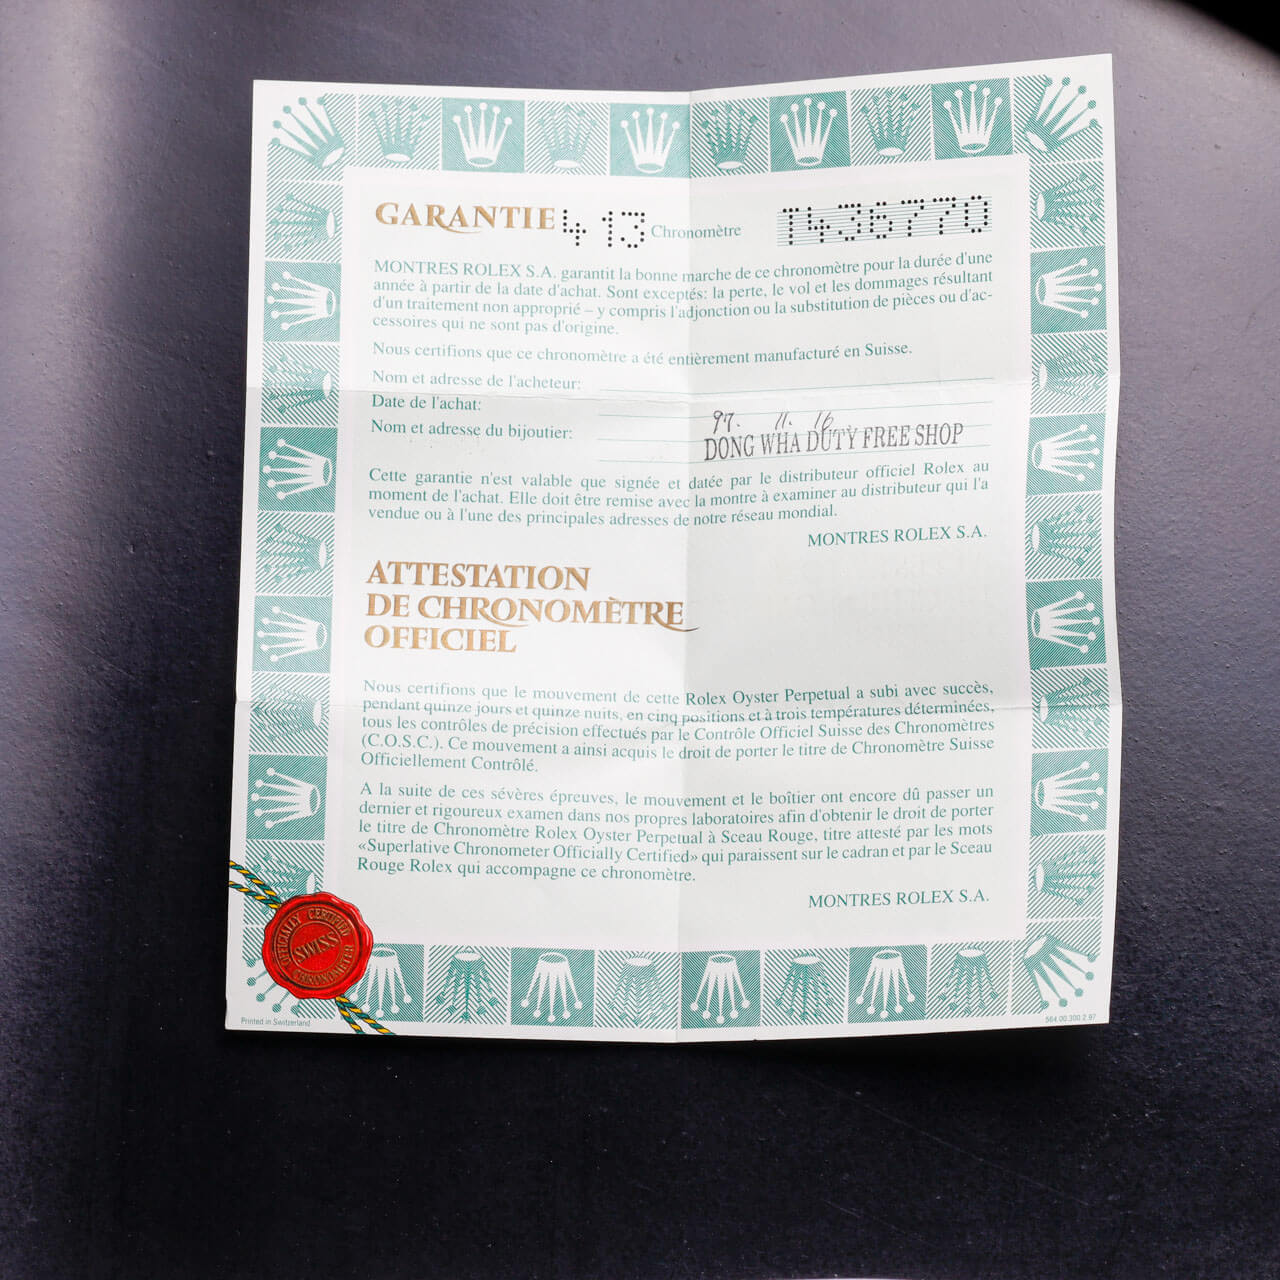 GARANTIE 4 13 Chronomètre T436770
MONTRES ROLEX S.A. garantit la bonne marche de ce chronomètre pour la durée d'une
année à partir de la date d'achat. Sont exceptés: la perte, le vol et les dommages résultant
d'un traitement non approprié – y compris l'adjonction ou la substitution de pièces ou d'ac-
cessoires qui ne sont pas d'origine.
Nous certifions que ce chronomètre a été entièrement manufacturé en Suisse.
Nom et adresse de l'acheteur:
Date de l'achat: 97. 11. 16
Nom et adresse du bijoutier: DONG WHA DUTY FREE SHOP
Cette garantie n'est valable que signée et datée par le distributeur officiel Rolex au
moment de l'achat. Elle doit être remise avec la montre à examiner au distributeur qui l'a
vendue ou à l'une des principales adresses de notre réseau mondial.
MONTRES ROLEX S.A.
ATTESTATION
DE CHRONOMÈTRE
OFFICIEL
Nous certifions que le mouvement de cette Rolex Oyster Perpetual a subi avec succès,
pendant quinze jours et quinze nuits, en cinq positions et à trois températures déterminées,
tous les contrôles de précision effectués par le Contrôle Officiel Suisse des Chronomètres
(C.O.S.C.). Ce mouvement a ainsi acquis le droit de porter le titre de Chronomètre Suisse
Officiellement Contrôlé.
A la suite de ces sévères épreuves, le mouvement et le boîtier ont encore dû passer un
dernier et rigoureux examen dans nos propres laboratoires afin d'obtenir le droit de porter
le titre de Chronomètre Rolex Oyster Perpetual à Sceau Rouge, titre attesté par les mots
«Superlative Chronometer Officially Certified» qui paraissent sur le cadran et par le Sceau
Rouge Rolex qui accompagne ce chronomètre.
MONTRES ROLEX S.A.
OFFICIALLY CERTIFIED
SWISS
CHRONOMETER
Printed in Switzerland
564.00.300.2.97